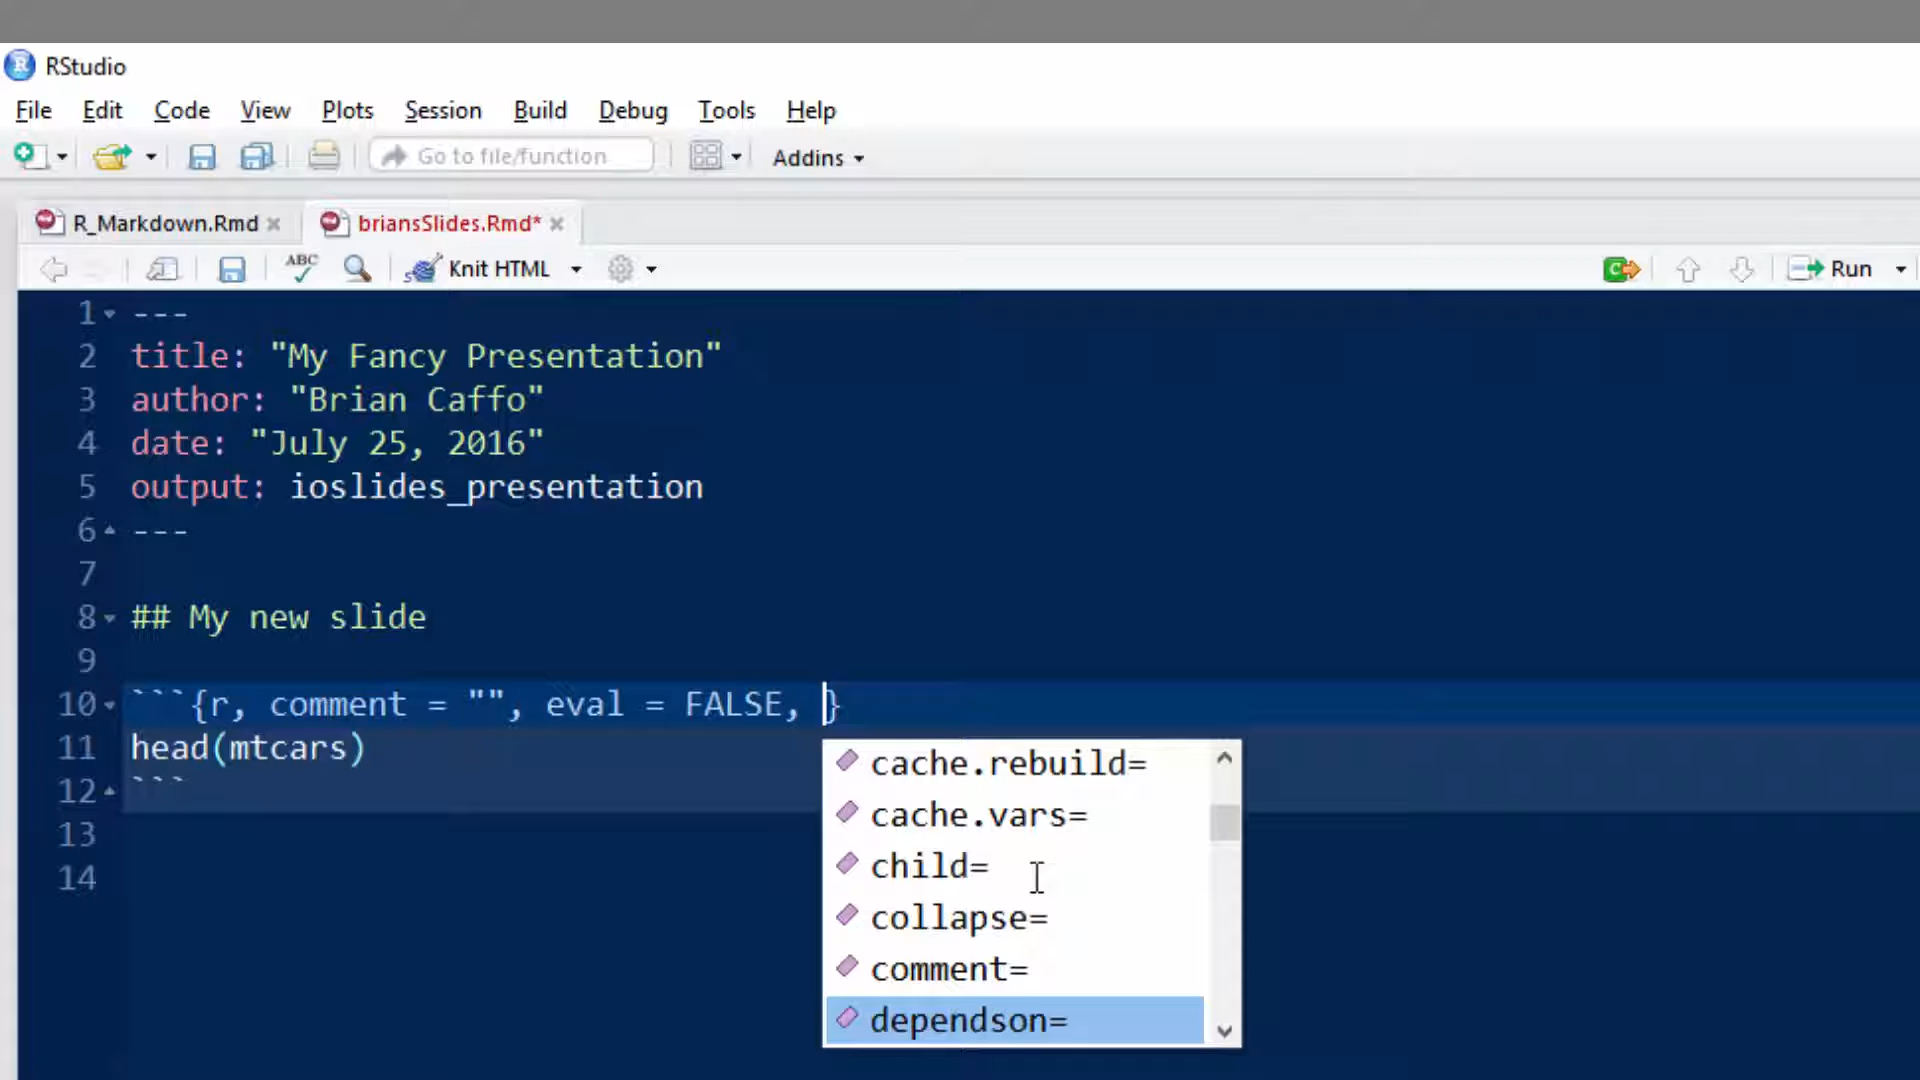 RStudio
File Edit Code View Plots Session Build Debug Tools Help
Go to file/function Addins
R_Markdown.Rmd briansSlides.Rmd*
ABC Knit HTML C Run
1 ---
2 title: "My Fancy Presentation"
3 author: "Brian Caffo"
4 date: "July 25, 2016"
5 output: ioslides_presentation
6 ---
7
8 ## My new slide
9
10 ```{r, comment = "", eval = FALSE, }
11 head(mtcars)
12 ```
13
14
cache.rebuild=
cache.vars=
child=
collapse=
comment=
dependson=